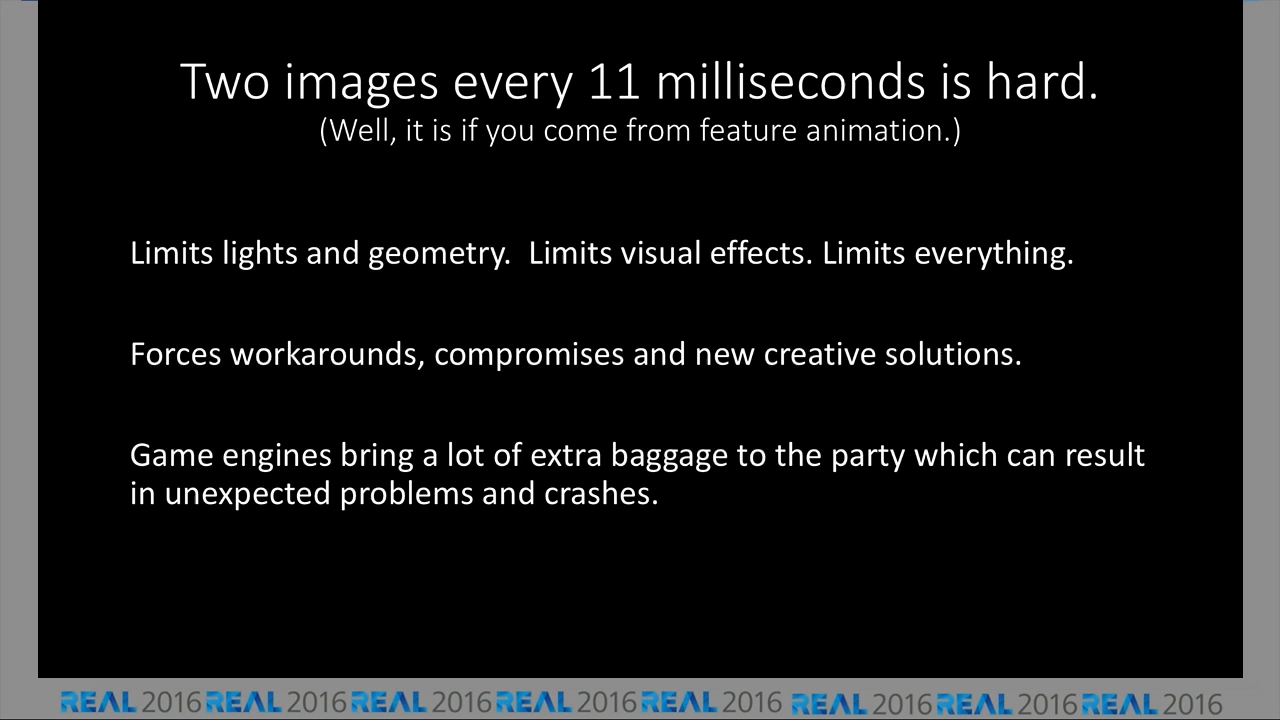 Two images every 11 milliseconds is hard.
(Well, it is if you come from feature animation.)
Limits lights and geometry.  Limits visual effects. Limits everything.
Forces workarounds, compromises and new creative solutions.
Game engines bring a lot of extra baggage to the party which can result
in unexpected problems and crashes.
REAL 2016 REAL 2016 REAL 2016 REAL 2016 REAL 2016 REAL 2016 REAL 2016 REAL 2016